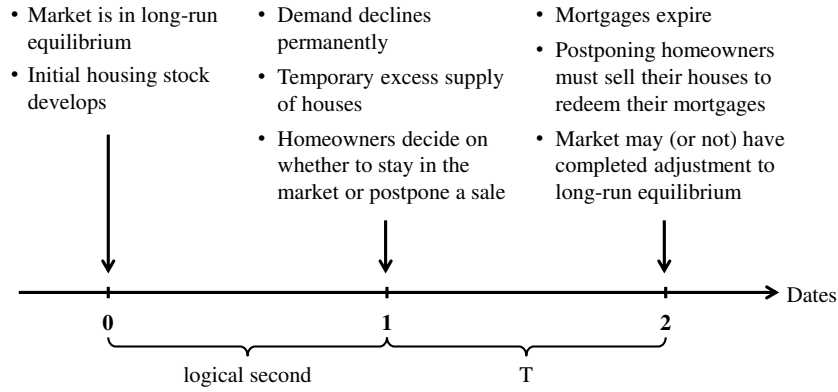 • Market is in long-run
equilibrium
• Initial housing stock
develops
• Demand declines
permanently
• Temporary excess supply
of houses
• Homeowners decide on
whether to stay in the
market or postpone a sale
• Mortgages expire
• Postponing homeowners
must sell their houses to
redeem their mortgages
• Market may (or not) have
completed adjustment to
long-run equilibrium
Dates
0
1
2
logical second
T